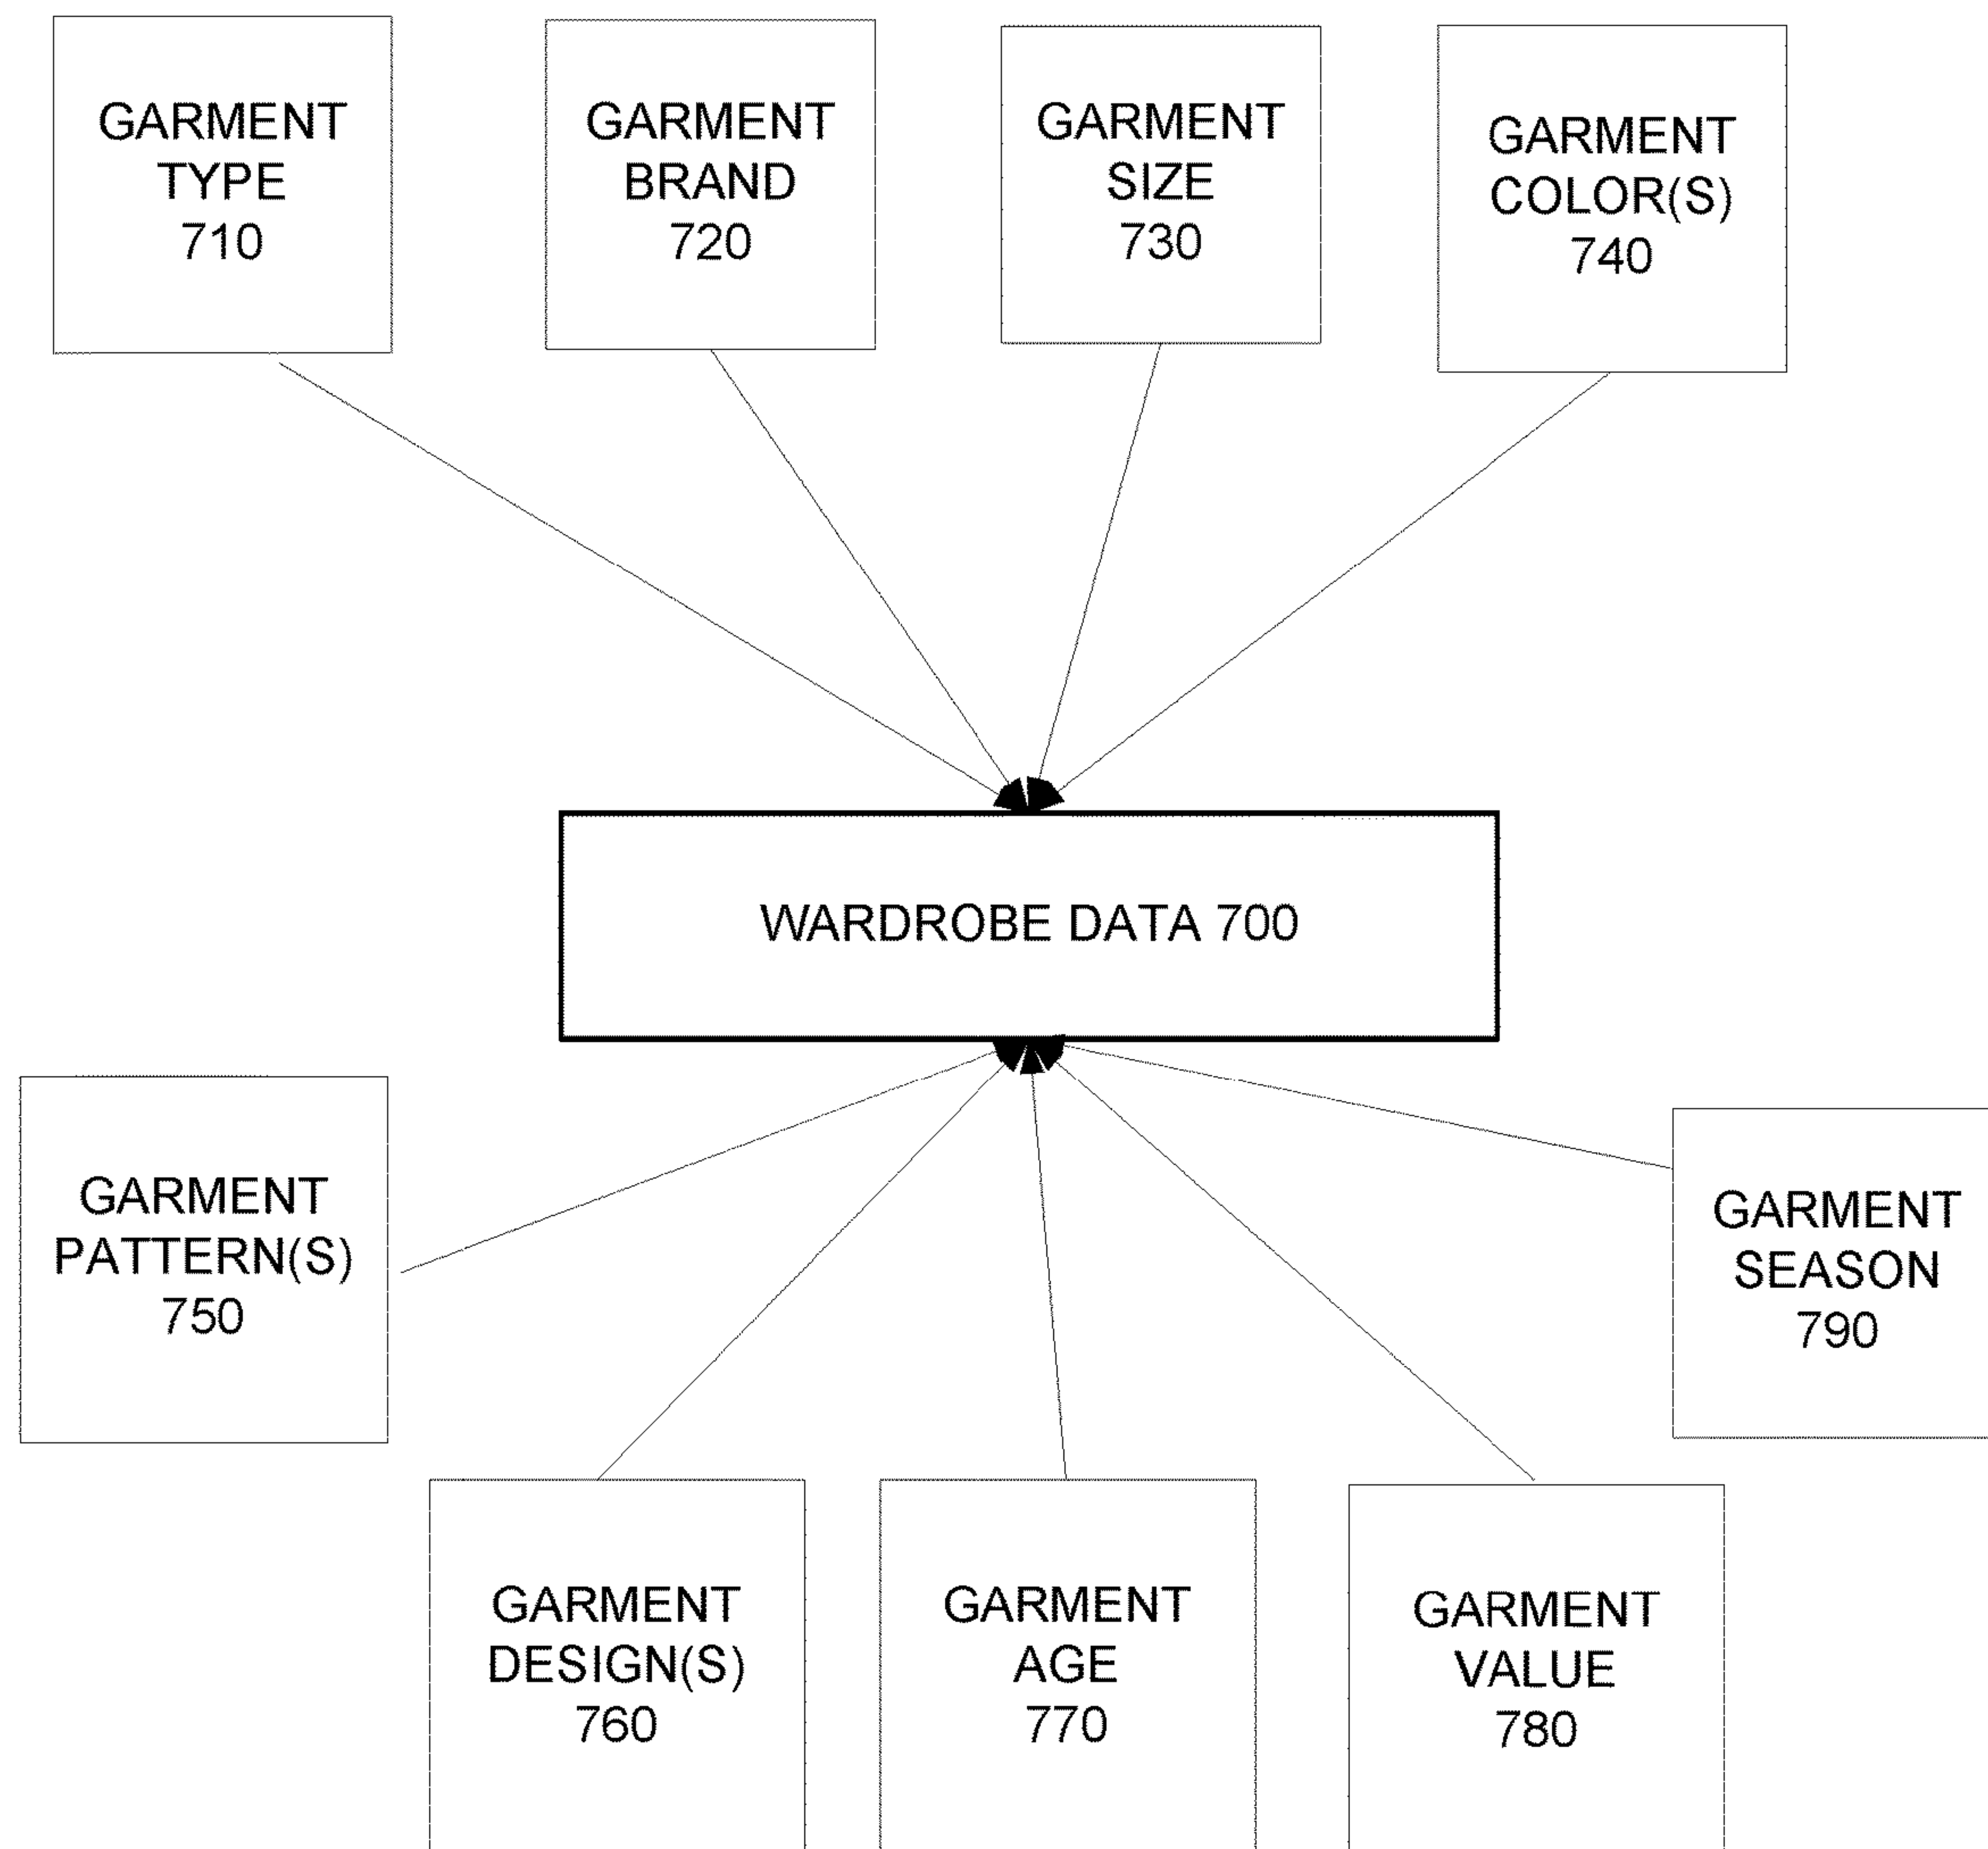 GARMENT
TYPE
710
GARMENT
BRAND
720
GARMENT
SIZE
730
GARMENT
COLOR(S)
740
WARDROBE DATA 700
GARMENT
PATTERN(S)
750
GARMENT
SEASON
790
GARMENT
DESIGN(S)
760
GARMENT
AGE
770
GARMENT
VALUE
780